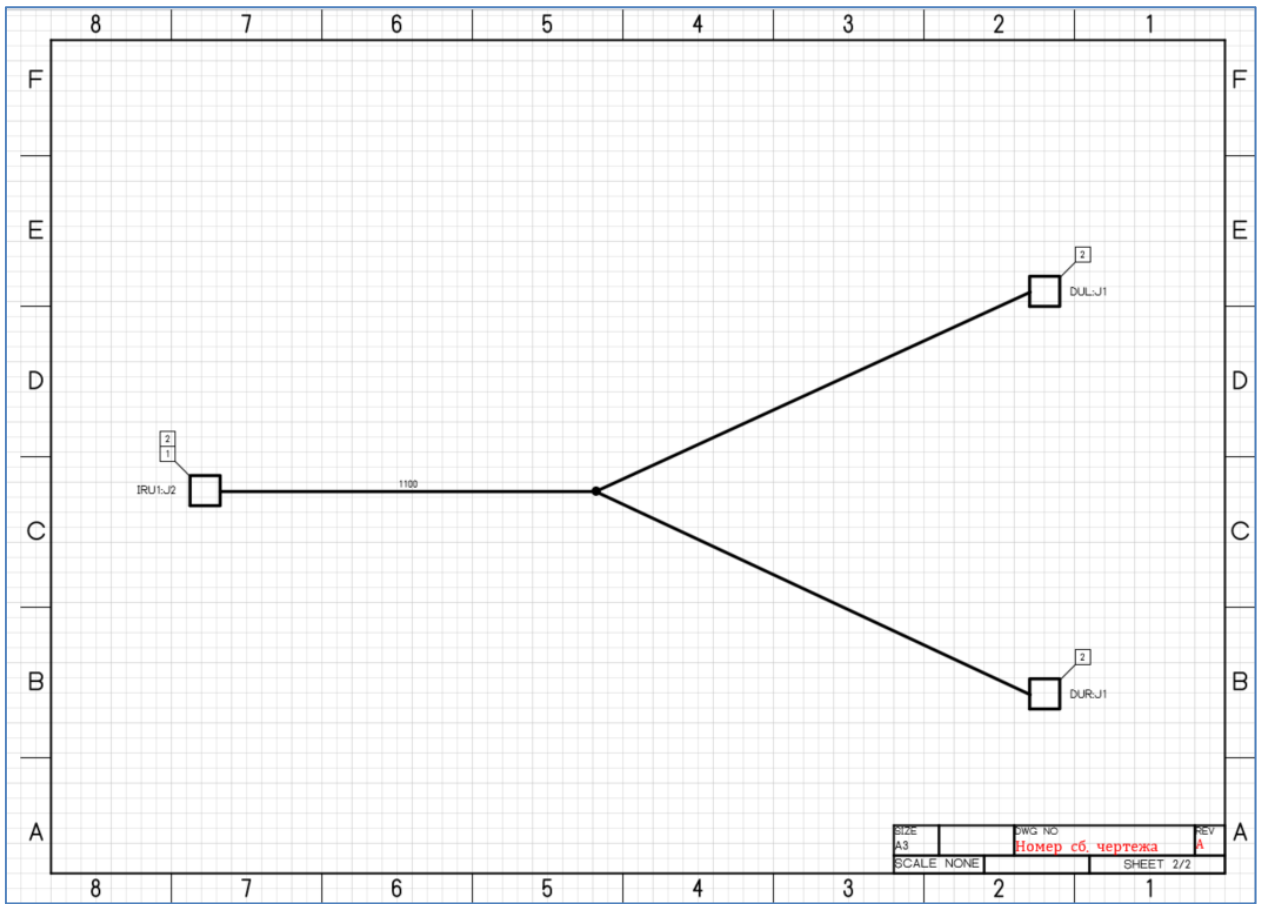 8 7 6 5 4 3 2 1
F F
E E
2
DUL:J1
D D
2
1
IRU1:J2
1100
C C
2
B B
DUR:J1
A A
SIZE DWG NO REV
A3 Номер сб. чертежа A
SCALE NONE SHEET 2/2
8 7 6 5 4 3 2 1